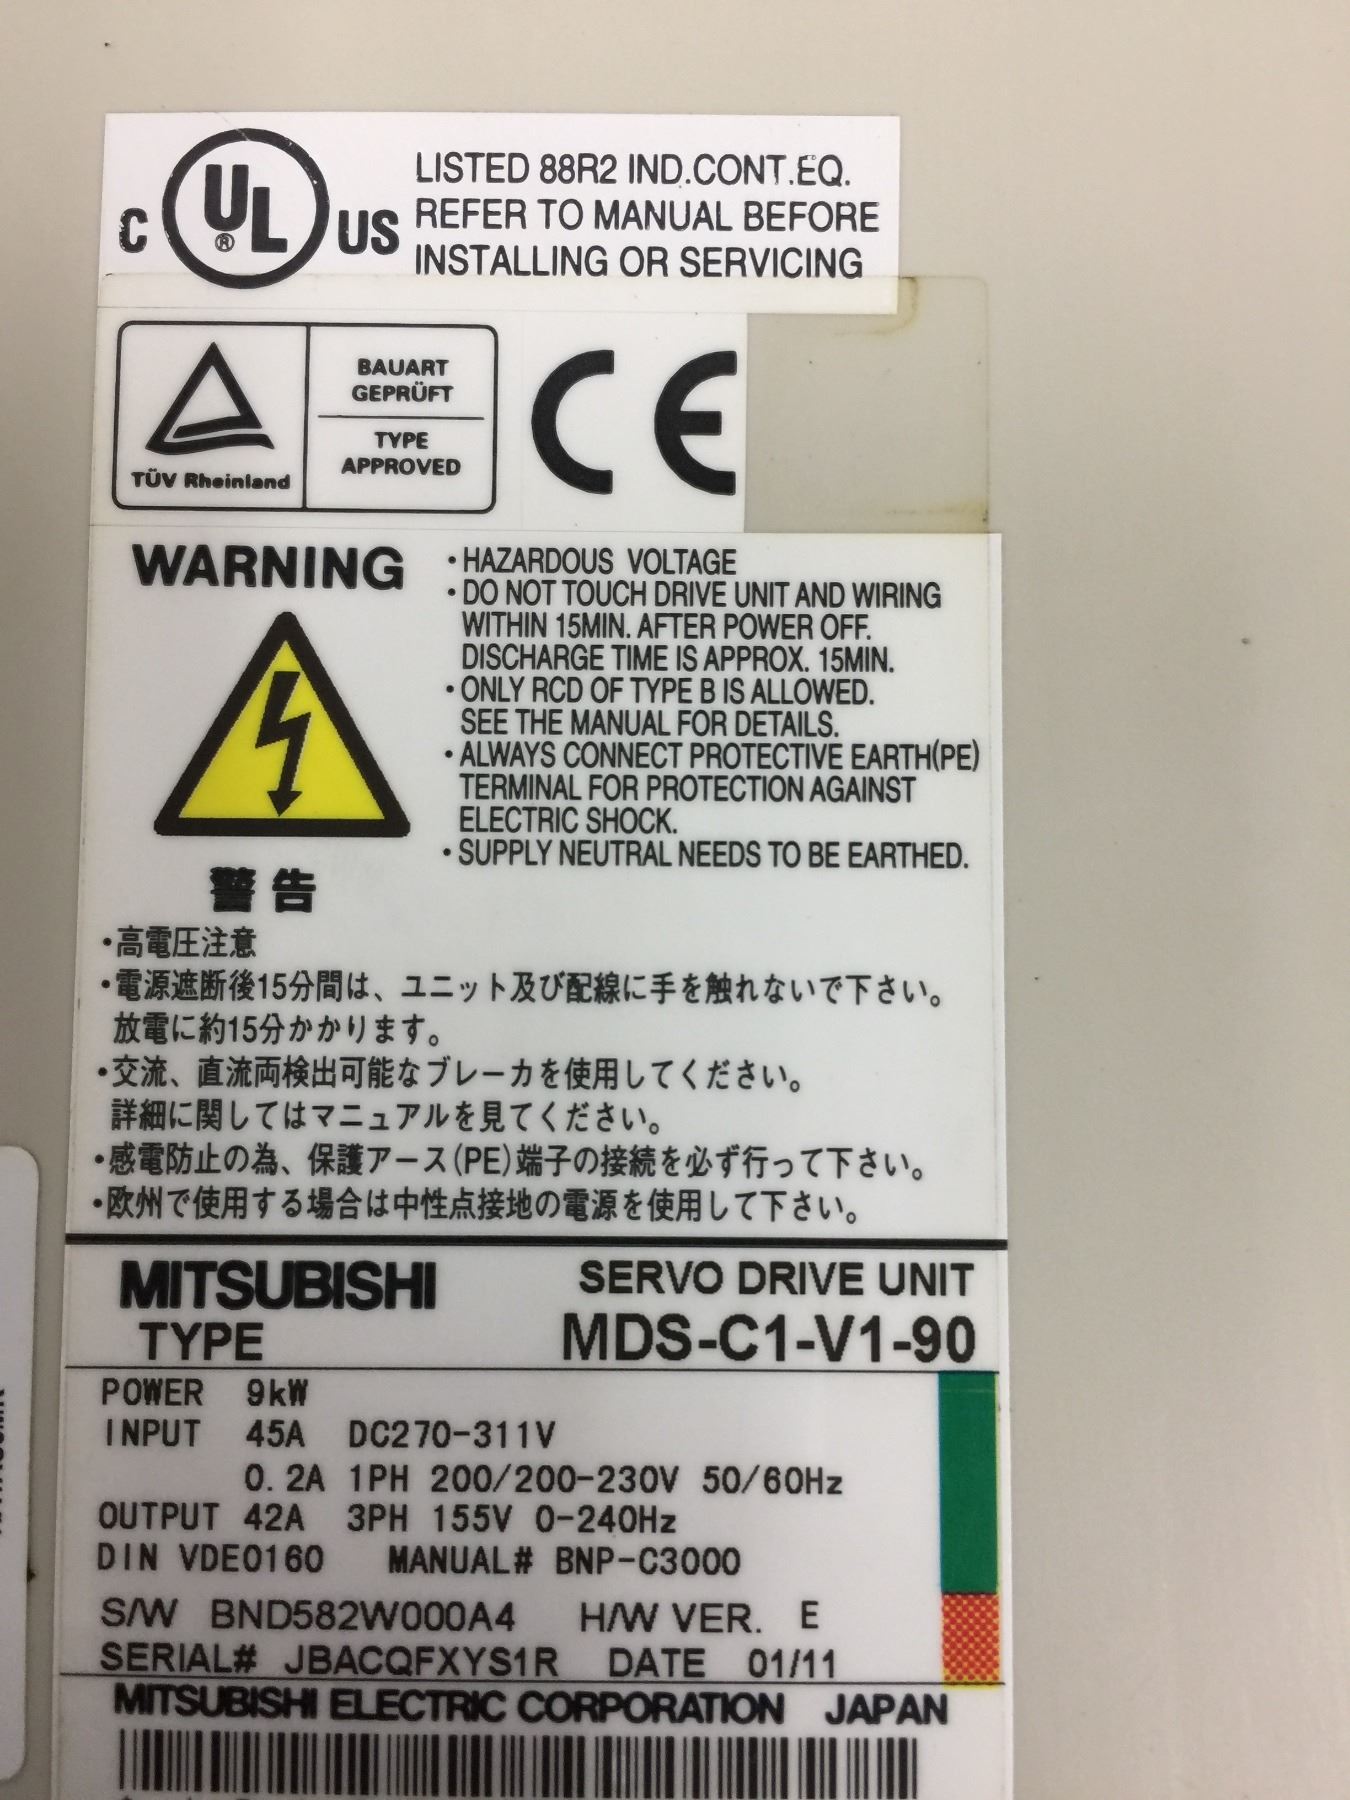 C UL ® US
LISTED 88R2 IND.CONT.EQ.
REFER TO MANUAL BEFORE
INSTALLING OR SERVICING
TÜV Rheinland
BAUART
GEPRÜFT
TYPE
APPROVED
CE
WARNING
・HAZARDOUS VOLTAGE
・DO NOT TOUCH DRIVE UNIT AND WIRING
WITHIN 15MIN. AFTER POWER OFF.
DISCHARGE TIME IS APPROX. 15MIN.
・ONLY RCD OF TYPE B IS ALLOWED.
SEE THE MANUAL FOR DETAILS.
・ALWAYS CONNECT PROTECTIVE EARTH(PE)
TERMINAL FOR PROTECTION AGAINST
ELECTRIC SHOCK.
・SUPPLY NEUTRAL NEEDS TO BE EARTHED.
警告
・高電圧注意
・電源遮断後15分間は、ユニット及び配線に手を触れないで下さい。
放電に約15分かかります。
・交流、直流両検出可能なブレーカを使用してください。
詳細に関してはマニュアルを見てください。
・感電防止の為、保護アース(PE)端子の接続を必ず行って下さい。
・欧州で使用する場合は中性点接地の電源を使用して下さい。
MITSUBISHI SERVO DRIVE UNIT
TYPE MDS-C1-V1-90
POWER 9kW
INPUT 45A DC270-311V
0.2A 1PH 200/200-230V 50/60Hz
OUTPUT 42A 3PH 155V 0-240Hz
DIN VDE0160 MANUAL# BNP-C3000
S/W BND582W000A4 H/W VER. E
SERIAL# JBACQFXYS1R DATE 01/11
MITSUBISHI ELECTRIC CORPORATION JAPAN